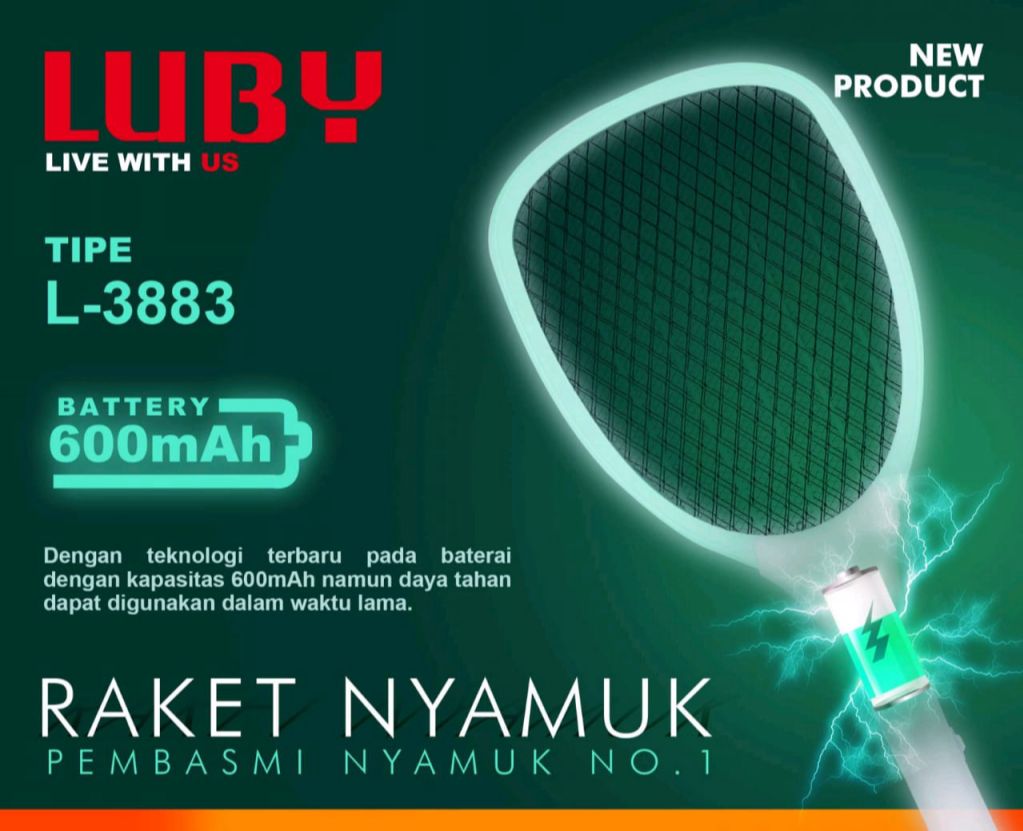 LUBY
LIVE WITH US
NEW
PRODUCT
TIPE
L-3883
BATTERY
600mAh
Dengan teknologi terbaru pada baterai
dengan kapasitas 600mAh namun daya tahan
dapat digunakan dalam waktu lama.
RAKET NYAMUK
PEMBASMI NYAMUK NO.1